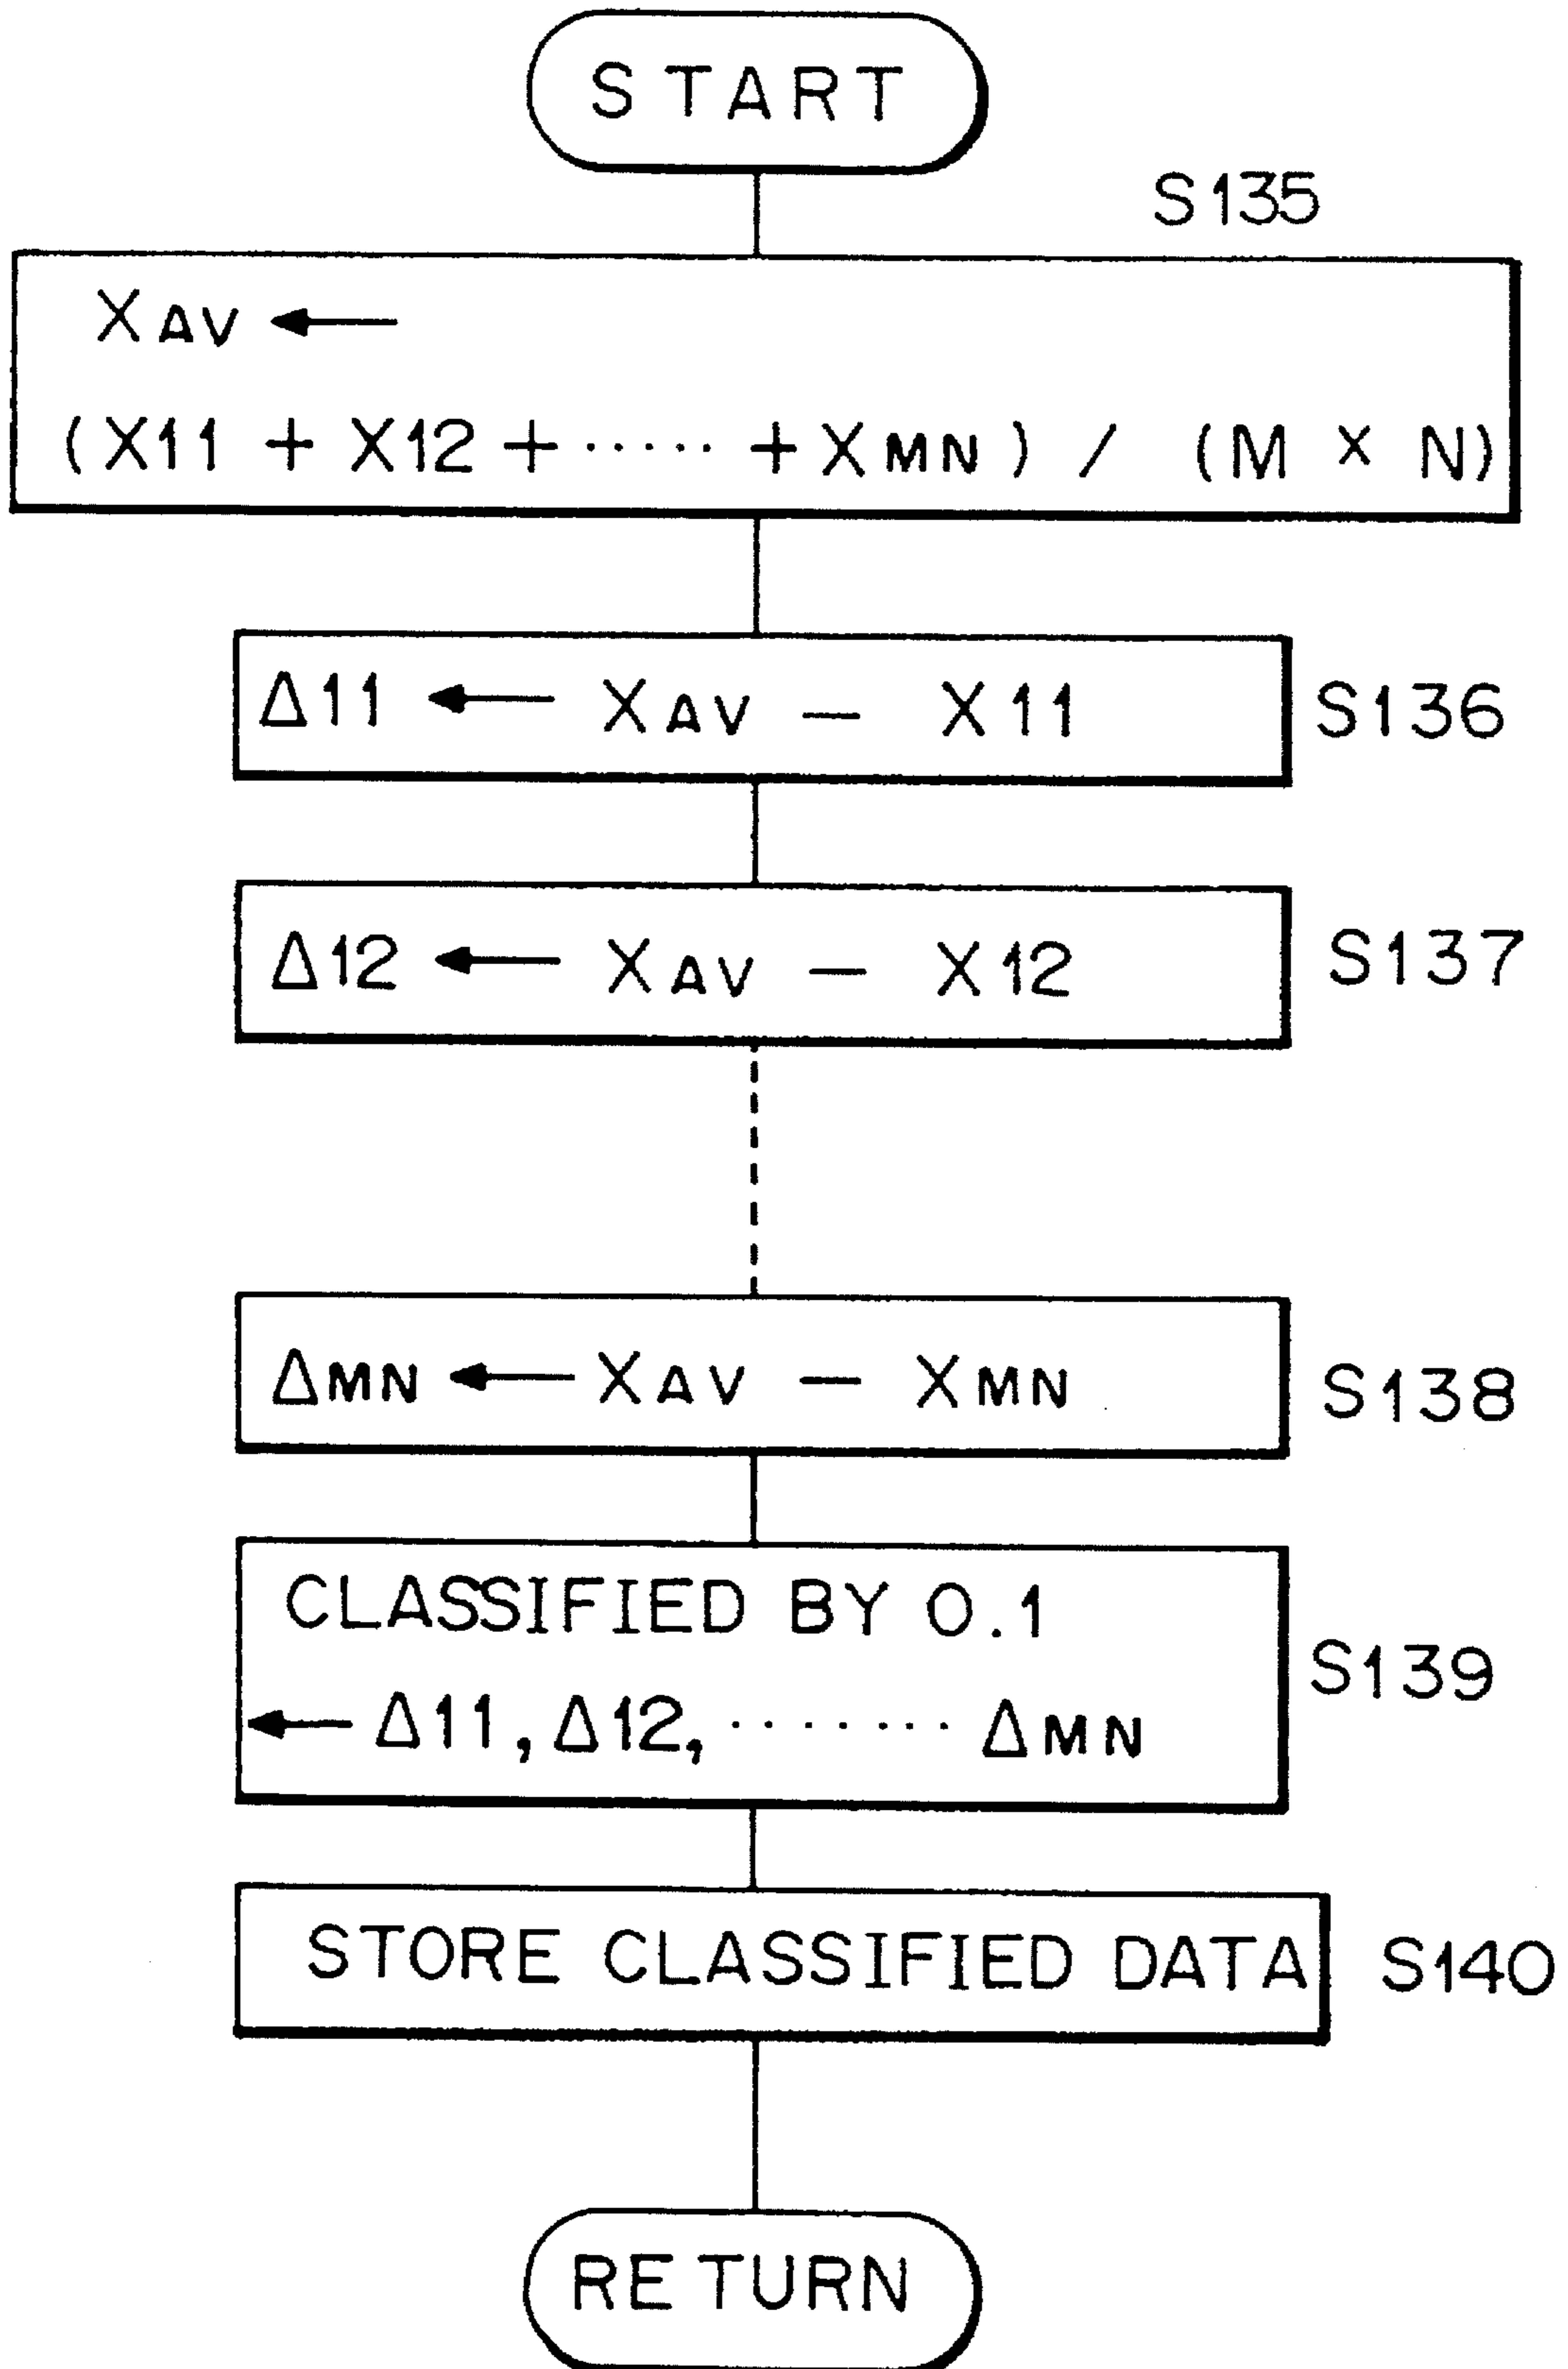 START
S135
XAV ←
(X11 + X12 + ····· + XMN) / (M × N)
Δ11 ← XAV − X11
S136
Δ12 ← XAV − X12
S137
ΔMN ← XAV − XMN
S138
CLASSIFIED BY 0.1
← Δ11, Δ12, ········ ΔMN
S139
STORE CLASSIFIED DATA
S140
RETURN